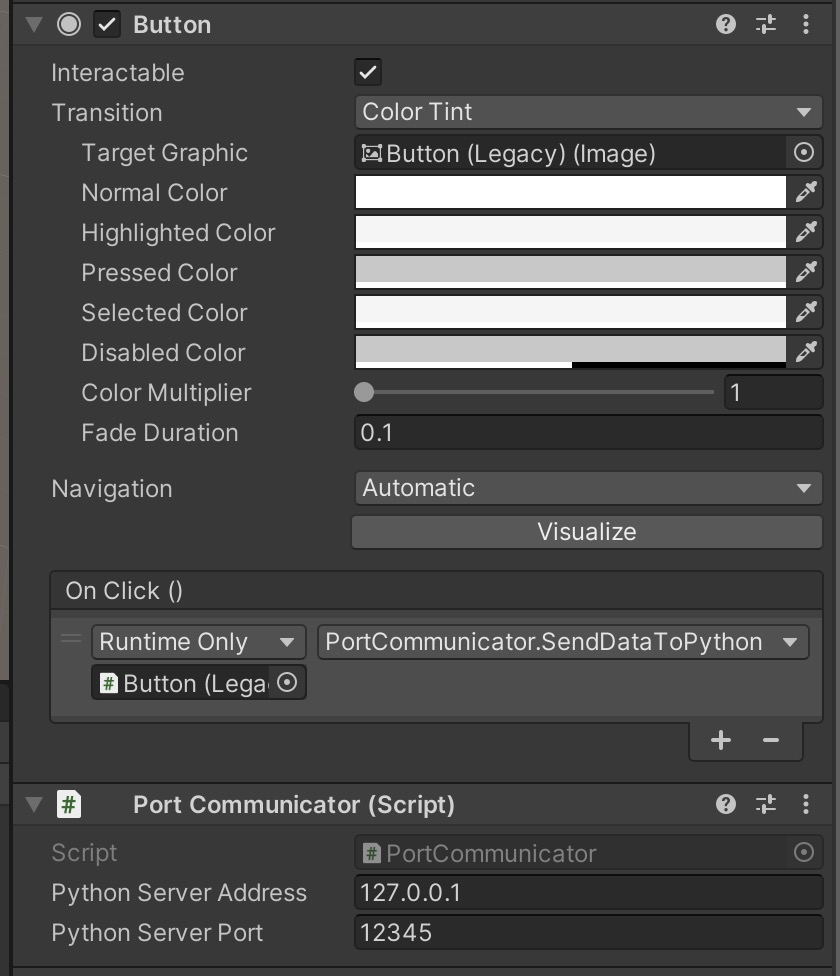 Button
Interactable
Transition Color Tint
Target Graphic Button (Legacy) (Image)
Normal Color
Highlighted Color
Pressed Color
Selected Color
Disabled Color
Color Multiplier 1
Fade Duration 0.1
Navigation Automatic
Visualize
On Click ()
Runtime Only PortCommunicator.SendDataToPython
# Button (Lega
# Port Communicator (Script)
Script # PortCommunicator
Python Server Address 127.0.0.1
Python Server Port 12345